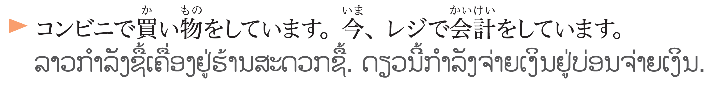 コンビニで買い物をしています。今、レジで会計をしています。
ລາວກຳລັງຊື້ເຄື່ອງຢູ່ຮ້ານສະດວກຊື້. ດຽວນີ້ກຳລັງຈ່າຍເງິນຢູ່ບ່ອນຈ່າຍເງິນ.